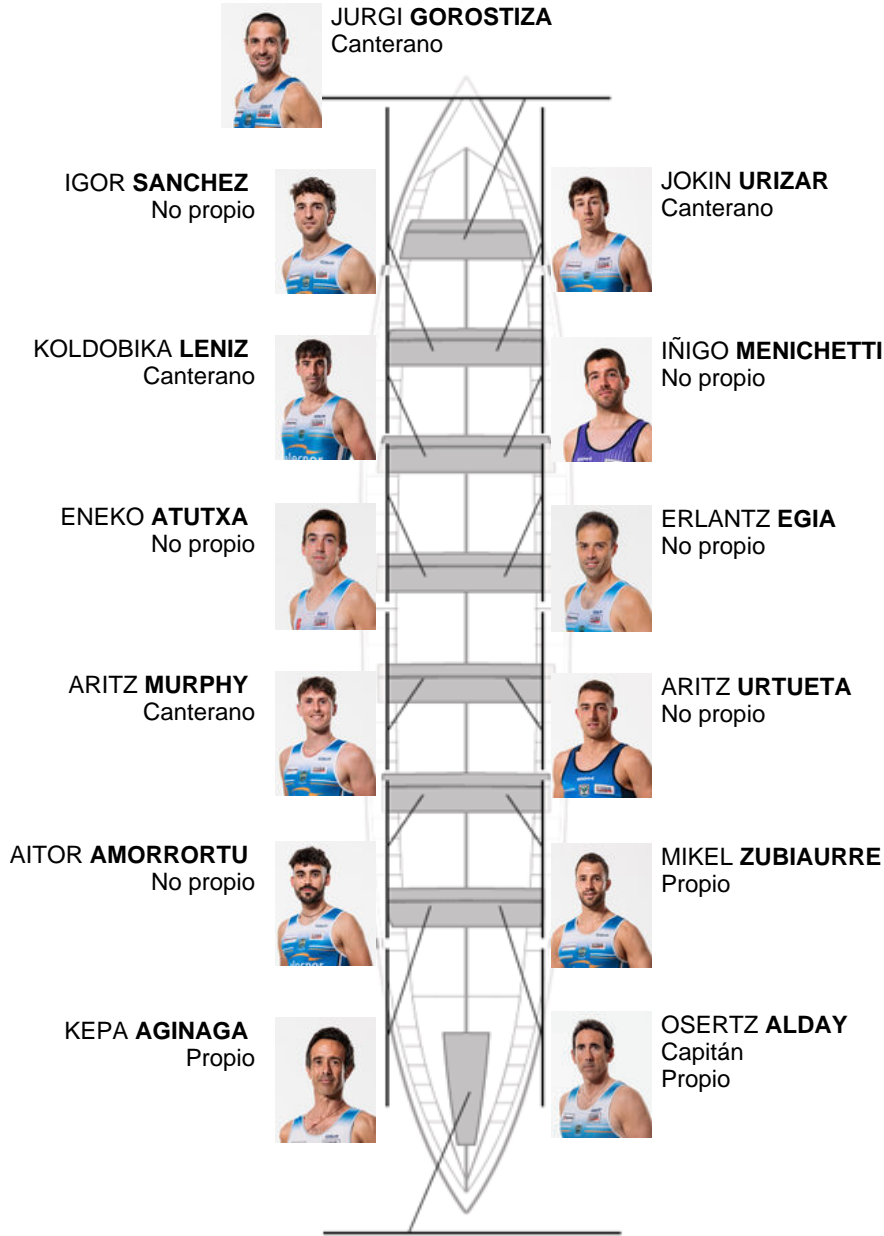 JURGI GOROSTIZA
Canterano
IGOR SANCHEZ
No propio
JOKIN URIZAR
Canterano
KOLDOBIKA LENIZ
Canterano
IÑIGO MENICHETTI
No propio
ENEKO ATUTXA
No propio
ERLANTZ EGIA
No propio
ARITZ MURPHY
Canterano
ARITZ URTUETA
No propio
AITOR AMORRORTU
No propio
MIKEL ZUBIAURRE
Propio
KEPA AGINAGA
Propio
OSERTZ ALDAY
Capitán
Propio